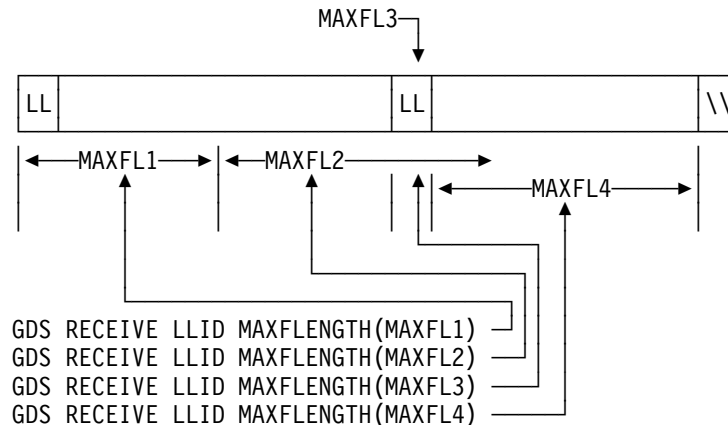 MAXFL3
LL LL \\
MAXFL1 MAXFL2
MAXFL4
GDS RECEIVE LLID MAXFLENGTH(MAXFL1)
GDS RECEIVE LLID MAXFLENGTH(MAXFL2)
GDS RECEIVE LLID MAXFLENGTH(MAXFL3)
GDS RECEIVE LLID MAXFLENGTH(MAXFL4)